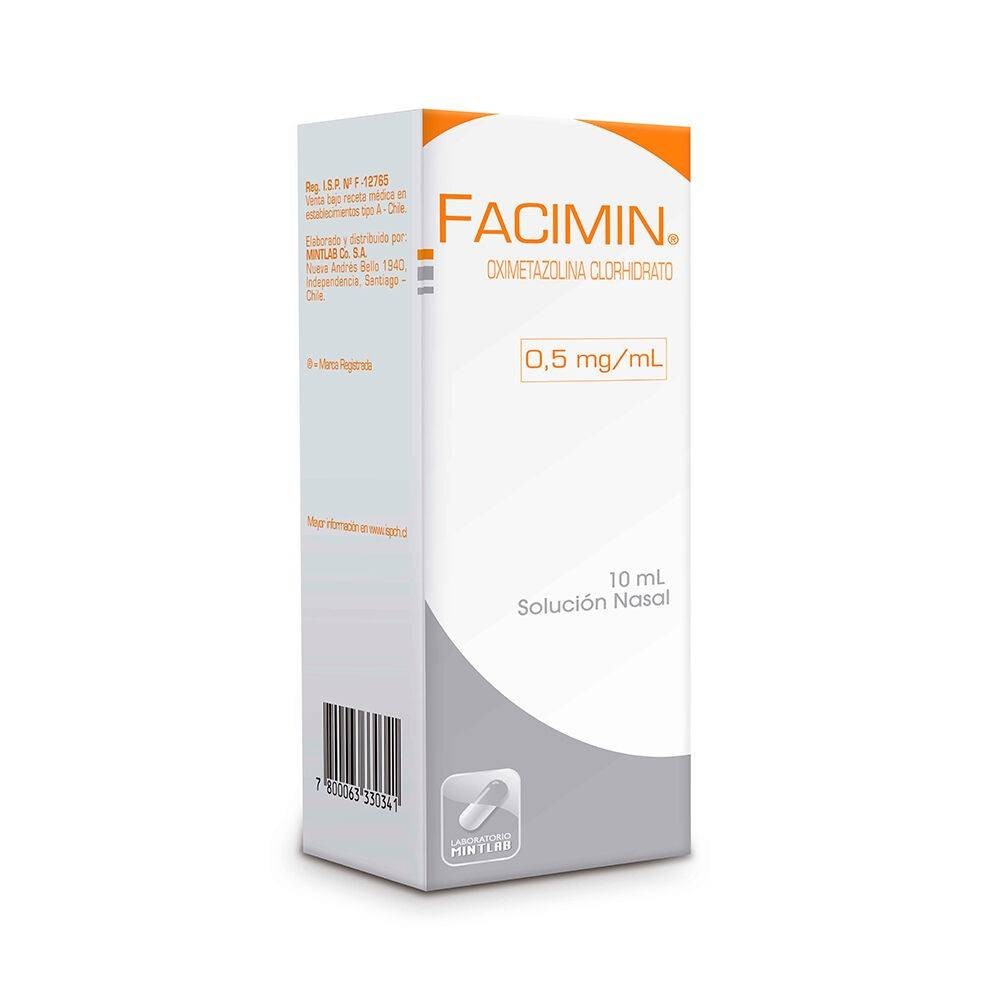 Reg. I.S.P. Nº F-12765
Venta bajo receta médica en
establecimientos tipo A - Chile.
Elaborado y distribuido por:
MINTLAB Co. S.A.
Nueva Andrés Bello 1940,
Independencia, Santiago –
Chile.
® = Marca Registrada
Mayor información en www.ispch.cl
7 800063 330341
FACIMIN®
OXIMETAZOLINA CLORHIDRATO
0,5 mg/mL
10 mL
Solución Nasal
LABORATORIO
MINTLAB